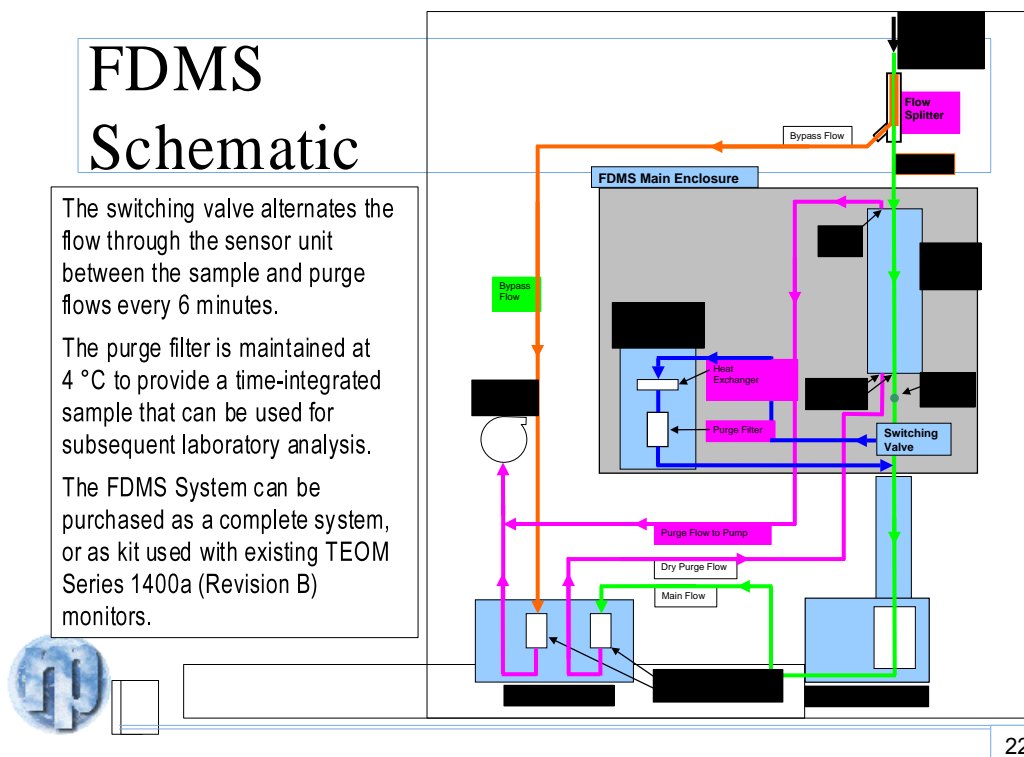 FDMS
Schematic
The switching valve alternates the
flow through the sensor unit
between the sample and purge
flows every 6 minutes.
The purge filter is maintained at
4 °C to provide a time-integrated
sample that can be used for
subsequent laboratory analysis.
The FDMS System can be
purchased as a complete system,
or as kit used with existing TEOM
Series 1400a (Revision B)
monitors.
Flow
Splitter
Bypass Flow
FDMS Main Enclosure
Bypass
Flow
Heat
Exchanger
Purge Filter
Switching
Valve
Purge Flow to Pump
Dry Purge Flow
Main Flow
22